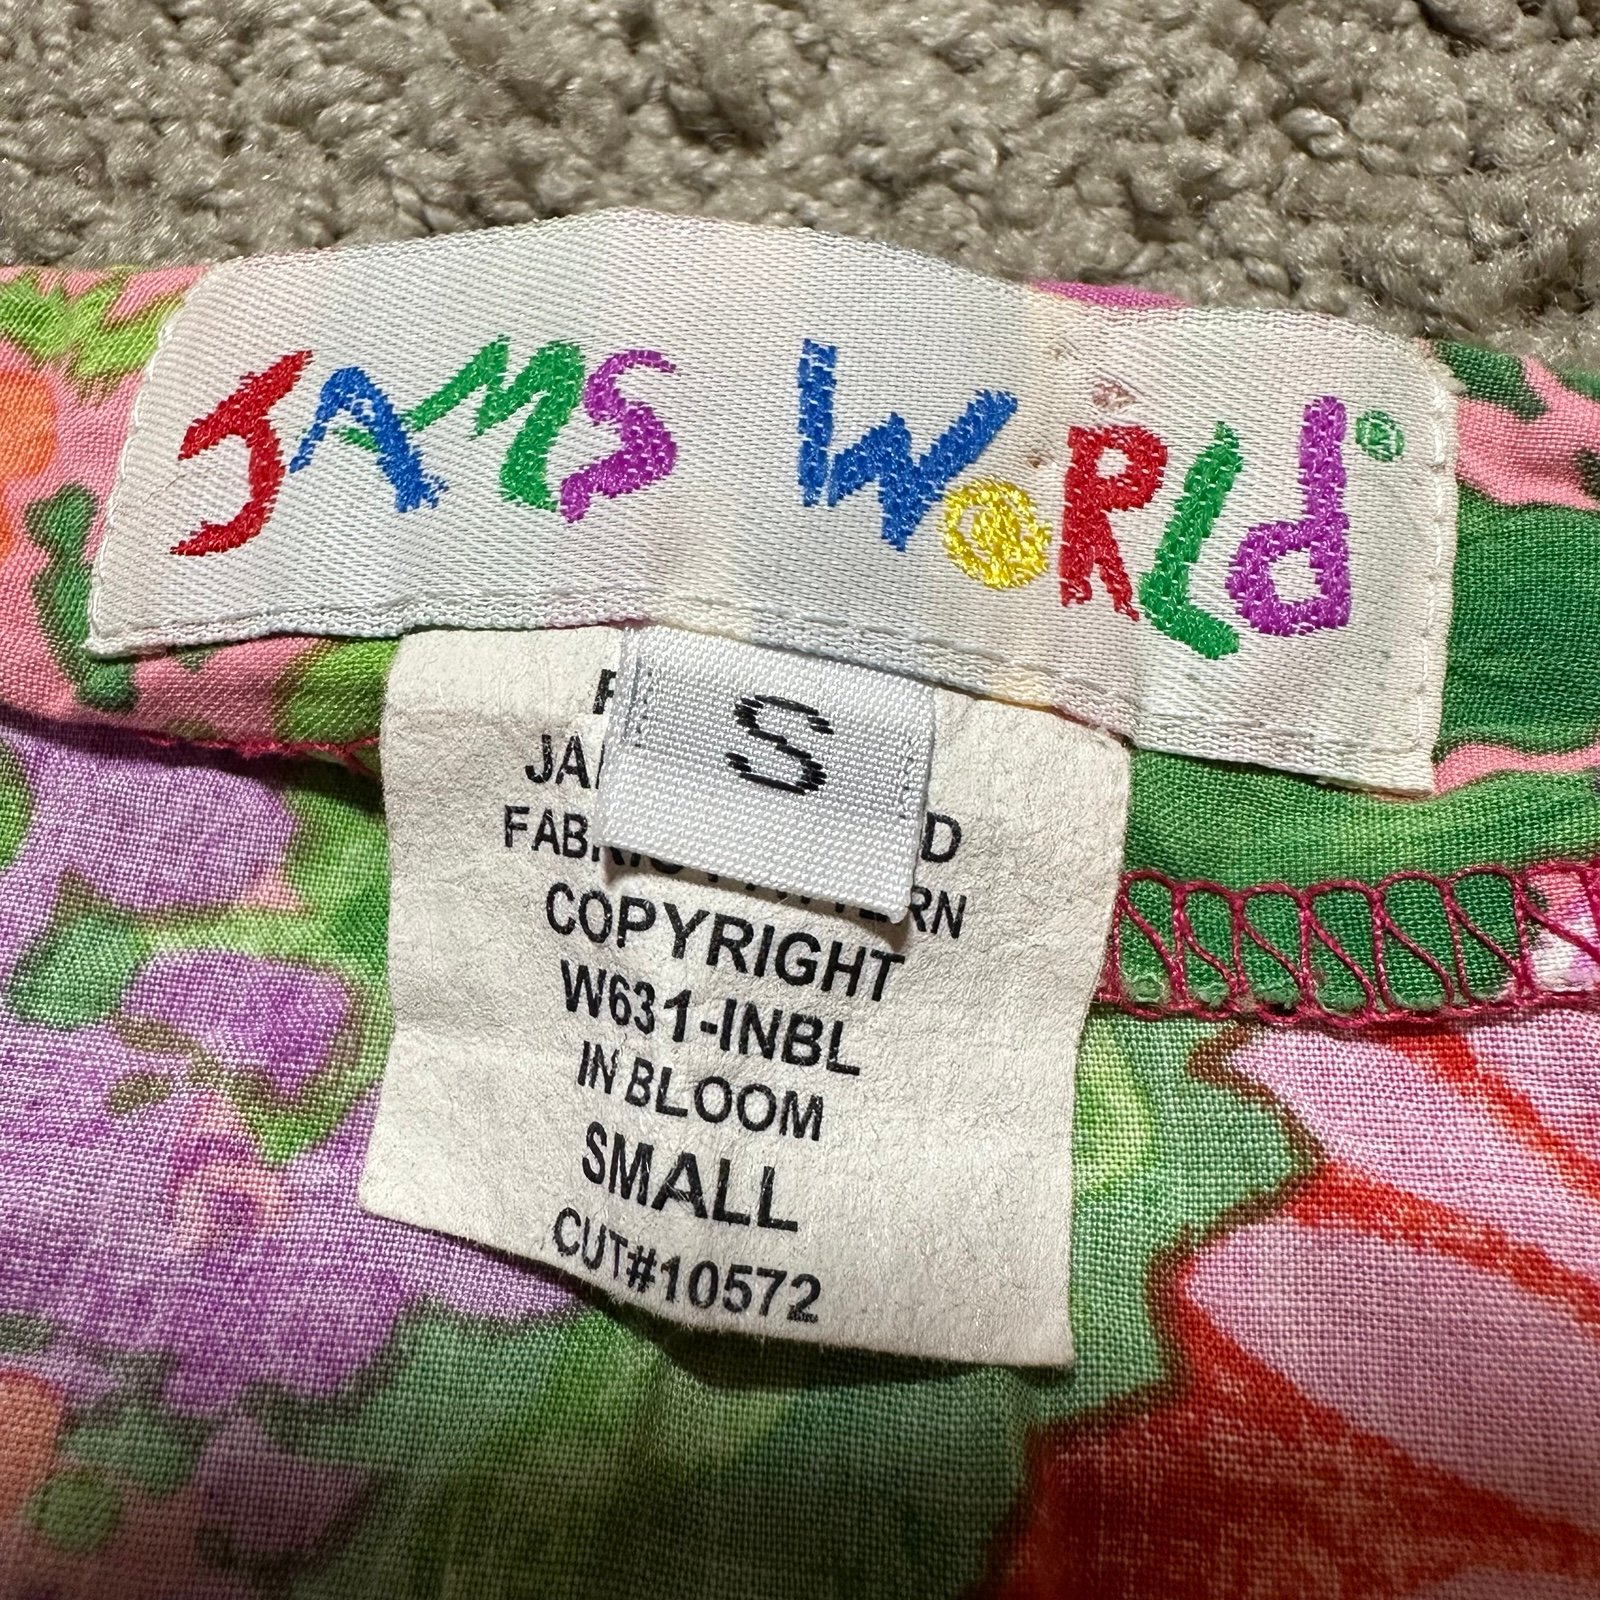 JAMS WORLD®
S
COPYRIGHT
W631-INBL
IN BLOOM
SMALL
CUT#10572